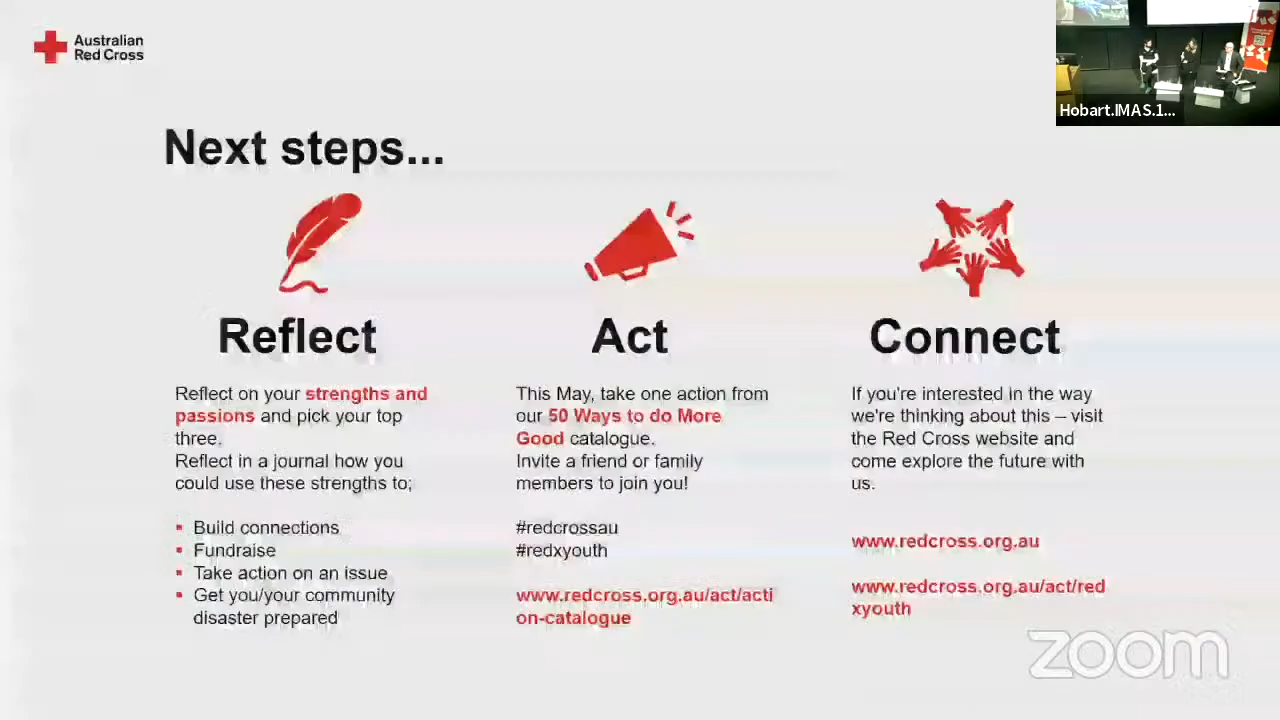 Australian
Red Cross
Hobart.IMAS.1...
Next steps...
Reflect
Reflect on your strengths and
passions and pick your top
three.
Reflect in a journal how you
could use these strengths to;
Build connections
Fundraise
Take action on an issue
Get you/your community
disaster prepared
Act
This May, take one action from
our 50 Ways to do More
Good catalogue.
Invite a friend or family
members to join you!
#redcrossau
#redxyouth
www.redcross.org.au/act/acti
on-catalogue
Connect
If you're interested in the way
we're thinking about this – visit
the Red Cross website and
come explore the future with
us.
www.redcross.org.au
www.redcross.org.au/act/red
xyouth
zoom